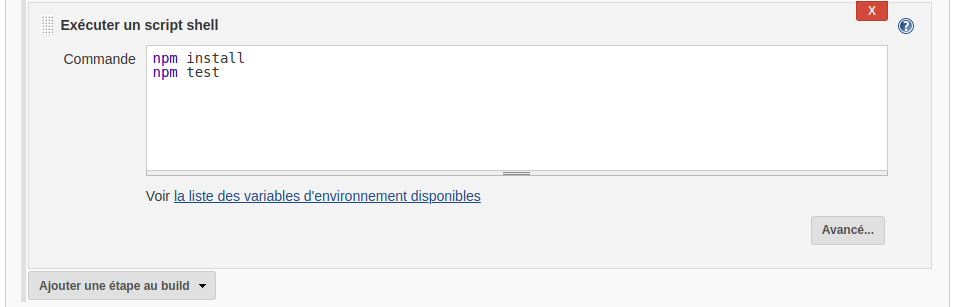 X
Exécuter un script shell
?
Commande
npm install
npm test
Voir la liste des variables d'environnement disponibles
Avancé...
Ajouter une étape au build